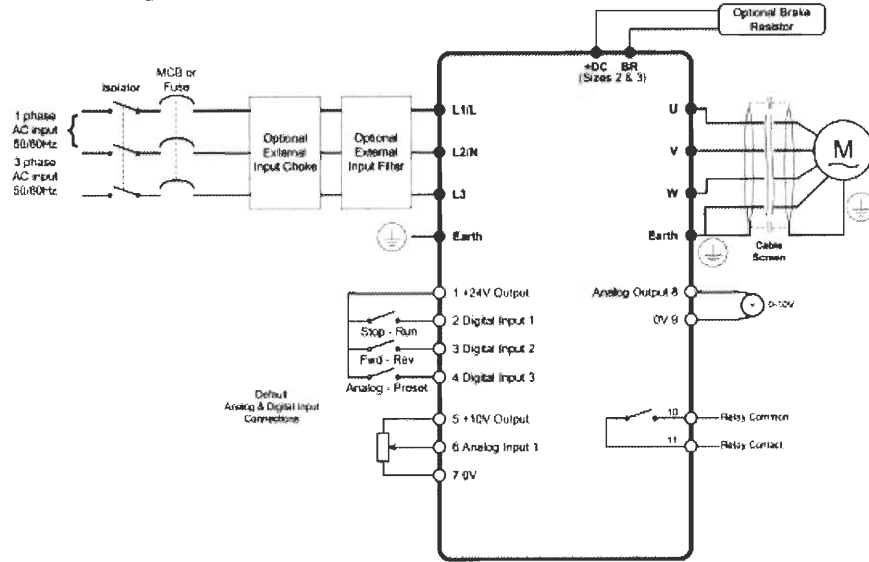 Optional Brake
Resistor
+DC BR
(Sizes 2 & 3)
Isolator
MCB or
Fuse
1 phase
AC input
50/60Hz
3 phase
AC input
50/60Hz
Optional
External
Input Choke
Optional
External
Input Filter
L1/L
L2/N
L3
Earth
U
V
W
Earth
M
Cable
Screen
1 +24V Output
2 Digital Input 1
3 Digital Input 2
4 Digital Input 3
Stop - Run
Fwd - Rev
Analog - Preset
Default
Analog & Digital Input
Connections
5 +10V Output
6 Analog Input 1
7 0V
Analog Output 8
0V 9
0-10V
10
Relay Common
11
Relay Contact